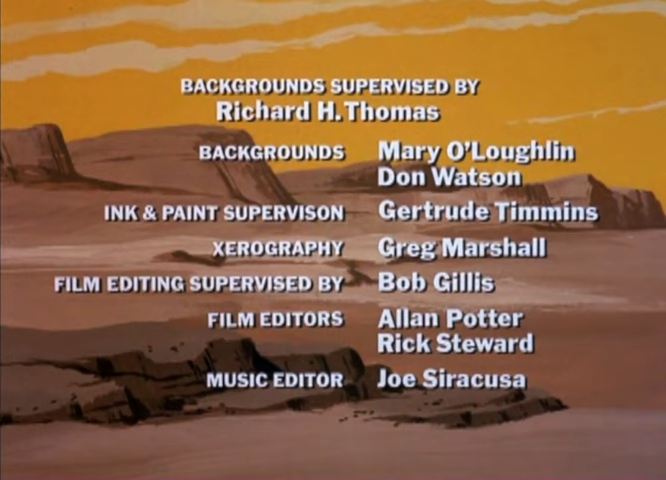 BACKGROUNDS SUPERVISED BY
Richard H. Thomas
BACKGROUNDS Mary O'Loughlin
Don Watson
INK & PAINT SUPERVISON Gertrude Timmins
XEROGRAPHY Greg Marshall
FILM EDITING SUPERVISED BY Bob Gillis
FILM EDITORS Allan Potter
Rick Steward
MUSIC EDITOR Joe Siracusa